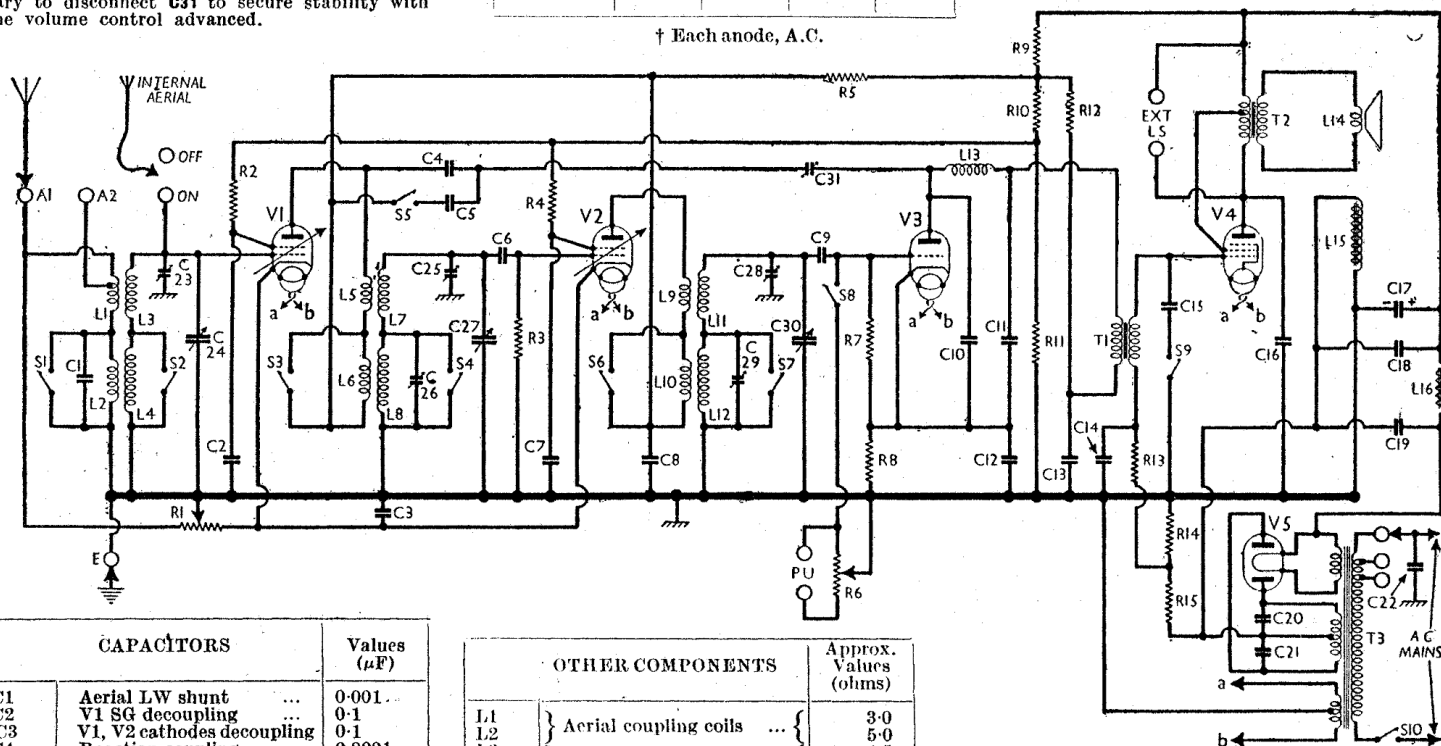 ary to disconnect C31 to secure stability with
e volume control advanced.
† Each anode, A.C.
INTERNAL
AERIAL
OFF
ON
A1
A2
R2
V1
C4
S5
C5
R4
V2
R5
C31
L13
V3
R9
R10
R12
EXT
LS
T2
L14
V4
L15
C17
- +
C18
L16
C19
C
23
C
24
L1
L3
S1
C1
S2
L2
L4
a b
L5
L7
C25
C6
S3
L6
C
26
S4
L8
C27
R3
a b
L9
L11
C28
C9
S8
S6
L10
C
29
S7
L12
C30
R7
a b
C10
C11
R11
T1
C15
S9
a b
C16
C2
C7
C8
R8
C12
C13
C14
R13
R1
C3
E
PU
R6
R14
R15
V5
C20
C21
C22
T3
A C
MAINS
a
b
S10
CAPACITORS
Values
(μF)
C1 Aerial LW shunt ... 0·001
C2 V1 SG decoupling ... 0·1
C3 V1, V2 cathodes decoupling 0·1
OTHER COMPONENTS
Approx.
Values
(ohms)
L1 } Aerial coupling coils ... { 3·0
L2 5·0